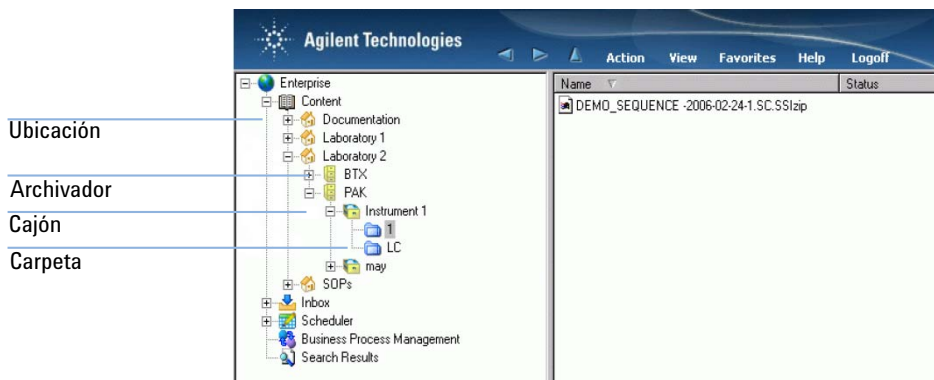 Agilent Technologies
Action View Favorites Help Logoff
Ubicación
Archivador
Cajón
Carpeta
Enterprise
Content
Documentation
Laboratory 1
Laboratory 2
BTX
PAK
Instrument 1
1
LC
may
SOPs
Inbox
Scheduler
Business Process Management
Search Results
Name Status
DEMO_SEQUENCE -2006-02-24-1.SC.SSIzip